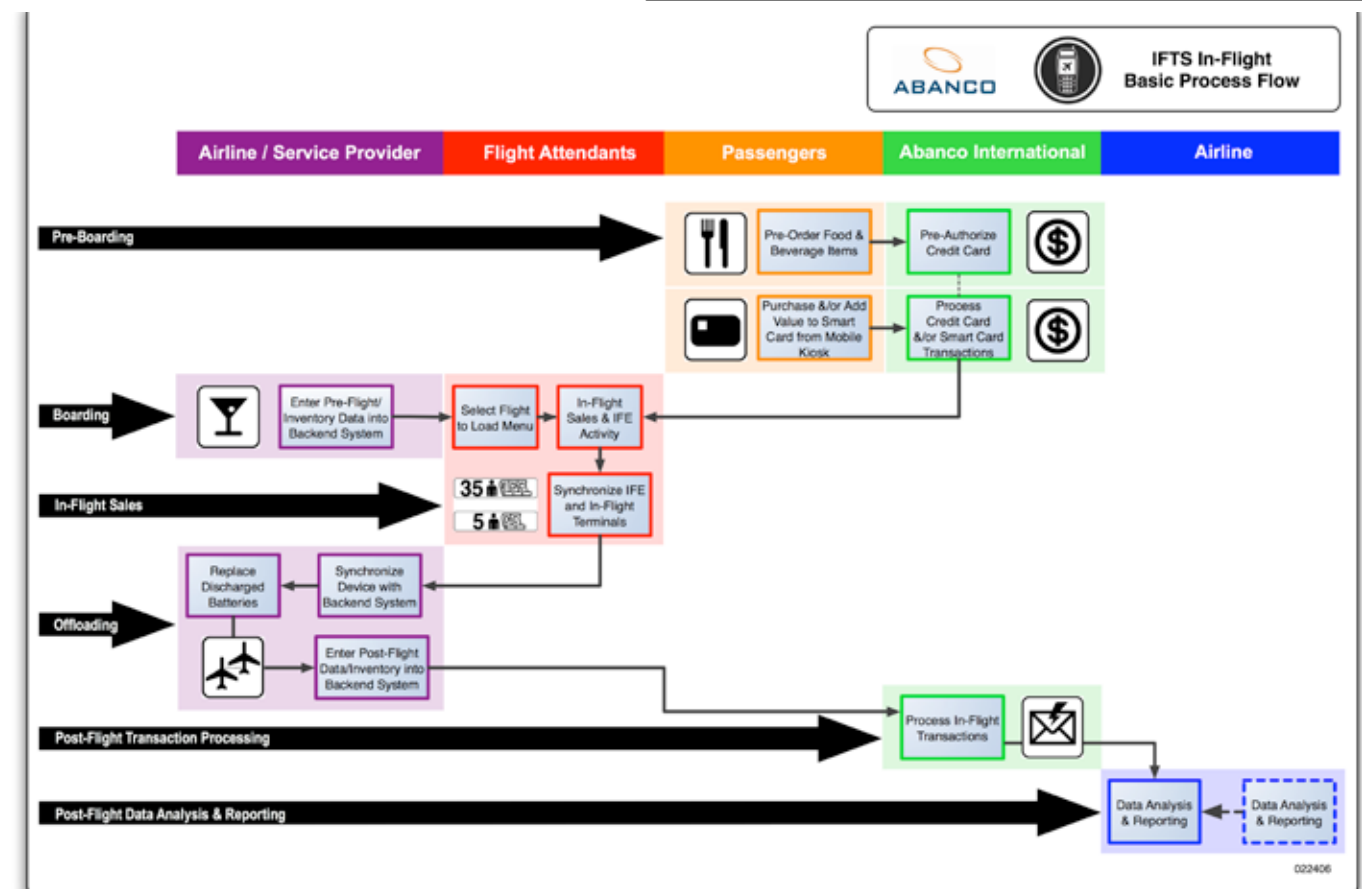 ABANCO
IFTS In-Flight
Basic Process Flow
Airline / Service Provider
Flight Attendants
Passengers
Abanco International
Airline
Pre-Boarding
Pre-Order Food &
Beverage Items
Pre-Authorize
Credit Card
Purchase &/or Add
Value to Smart
Card from Mobile
Kiosk
Process
Credit Card
&/or Smart Card
Transactions
Boarding
Enter Pre-Flight/
Inventory Data into
Backend System
Select Flight
to Load Menu
In-Flight
Sales & IFE
Activity
In-Flight Sales
35
5
Synchronize IFE
and In-Flight
Terminals
Offloading
Replace
Discharged
Batteries
Synchronize
Device with
Backend System
Enter Post-Flight
Data/Inventory into
Backend System
Post-Flight Transaction Processing
Process In-Flight
Transactions
Post-Flight Data Analysis & Reporting
Data Analysis
& Reporting
Data Analysis
& Reporting
022406